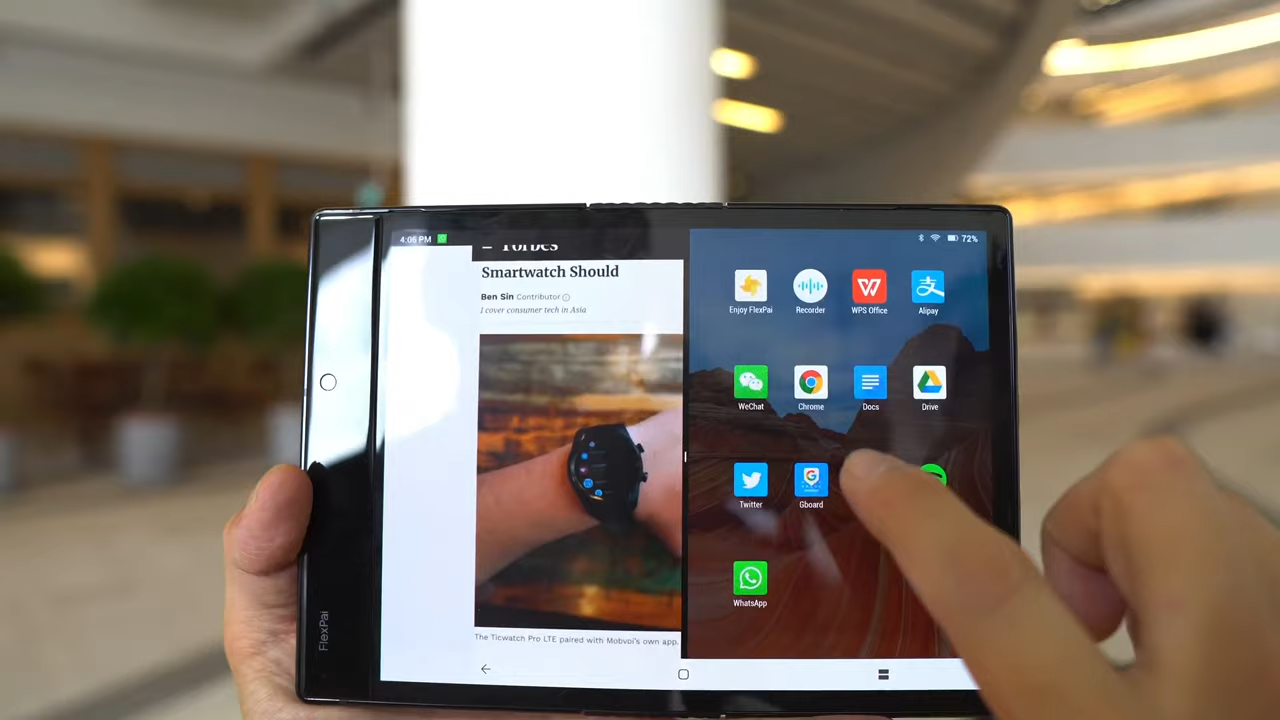 4:06 PM
72%
Forbes
Smartwatch Should
Ben Sin Contributor
I cover consumer tech in Asia
The Ticwatch Pro LTE paired with Mobvoi's own app.
Enjoy FlexPai
Recorder
WPS Office
Alipay
WeChat
Chrome
Docs
Drive
Twitter
Gboard
WhatsApp
FlexPai